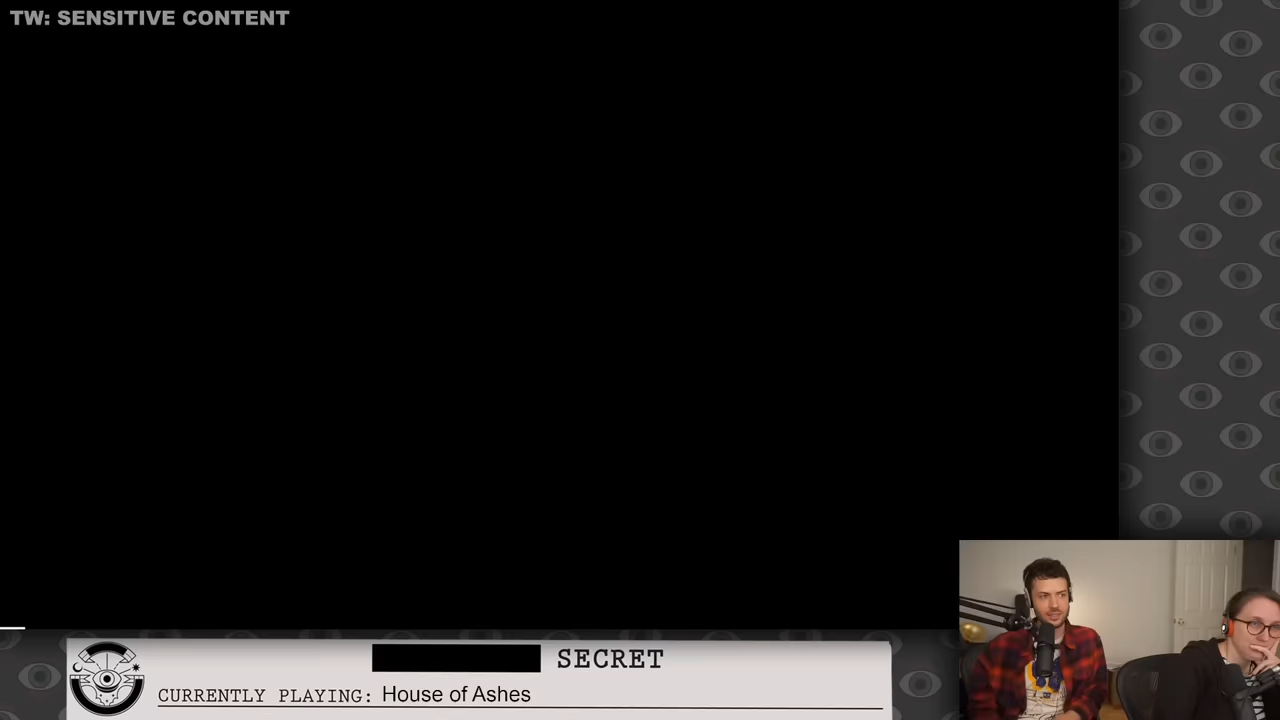 TW: SENSITIVE CONTENT
SECRET
CURRENTLY PLAYING: House of Ashes